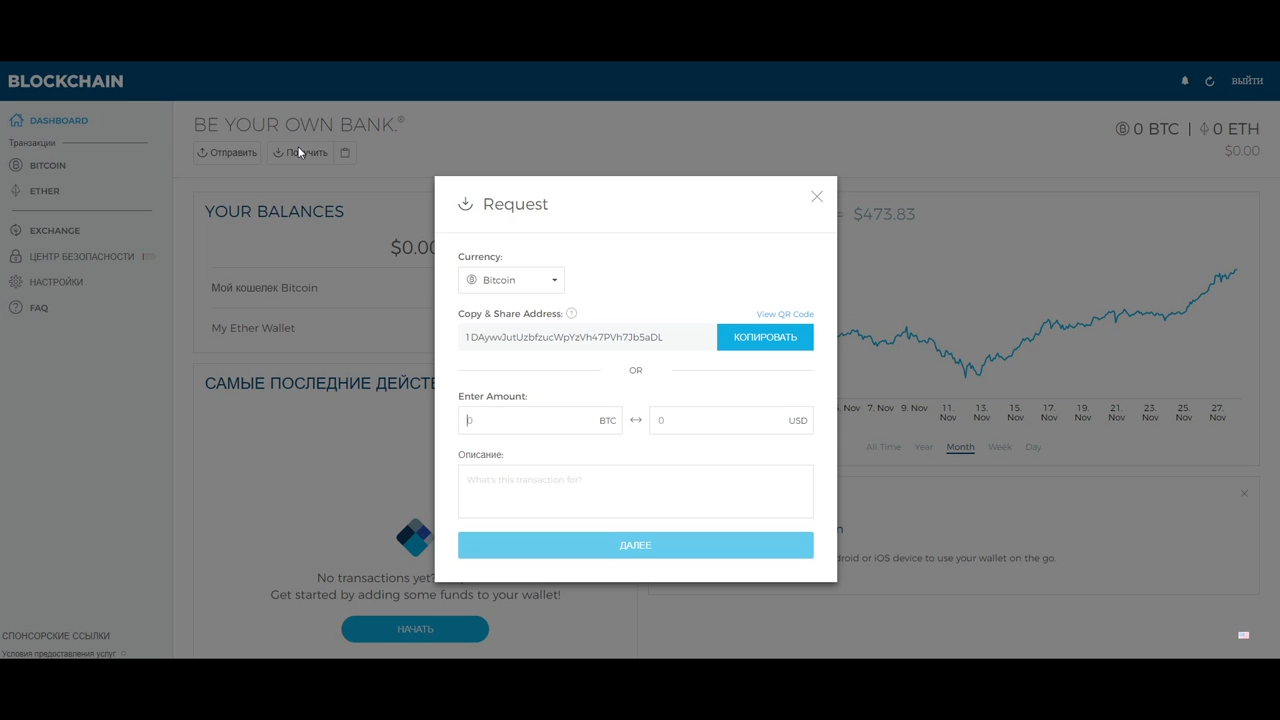 BLOCKCHAIN
ВЫЙТИ
DASHBOARD
Транзакции
BITCOIN
ETHER
EXCHANGE
ЦЕНТР БЕЗОПАСНОСТИ
НАСТРОЙКИ
FAQ
СПОНСОРСКИЕ ССЫЛКИ
Условия предоставления услуг
BE YOUR OWN BANK.®
0 BTC | 0 ETH
$0.00
Отправить
YOUR BALANCES
$0.00
Мой кошелек Bitcoin
My Ether Wallet
САМЫЕ ПОСЛЕДНИЕ ДЕЙСТВ
No transactions yet?
Get started by adding some funds to your wallet!
НАЧАТЬ
Request
Currency:
Bitcoin
Copy & Share Address: ?
View QR Code
1DAywvJutUzbfzucWpYzVh47PVh7Jb5aDL
КОПИРОВАТЬ
OR
Enter Amount:
0 BTC
0 USD
Описание:
What's this transaction for?
ДАЛЕЕ
= $473.83
. Nov 7. Nov 9. Nov 11. Nov 13. Nov 15. Nov 17. Nov 19. Nov 21. Nov 23. Nov 25. Nov 27. Nov
All Time Year Month Week Day
droid or iOS device to use your wallet on the go.